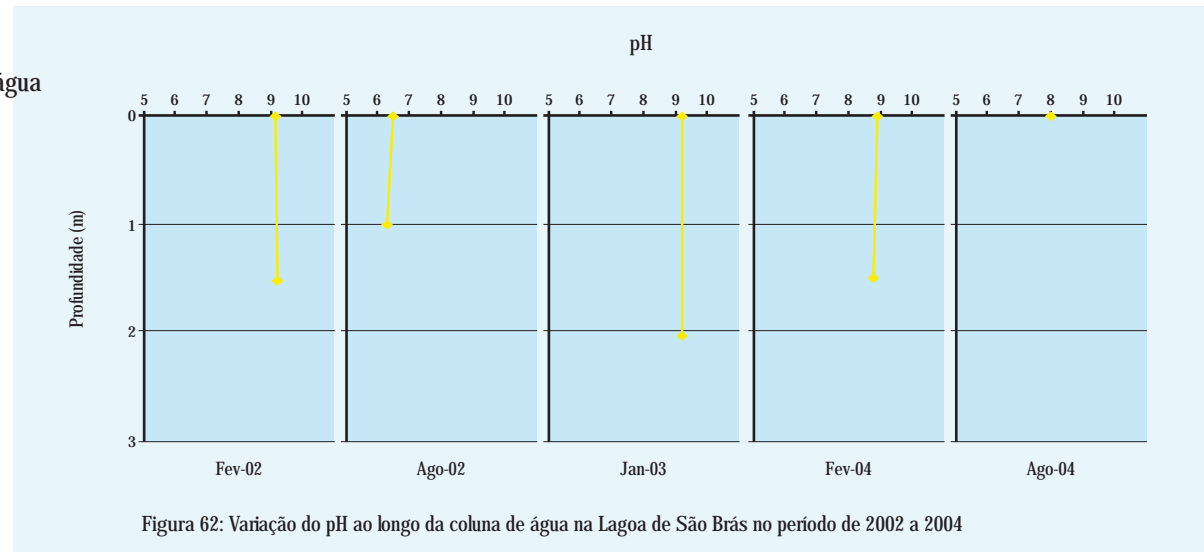 pH
água
5 6 7 8 9 10 5 6 7 8 9 10 5 6 7 8 9 10 5 6 7 8 9 10 5 6 7 8 9 10
0
1
2
3
Profundidade (m)
Fev-02 Ago-02 Jan-03 Fev-04 Ago-04
Figura 62: Variação do pH ao longo da coluna de água na Lagoa de São Brás no período de 2002 a 2004